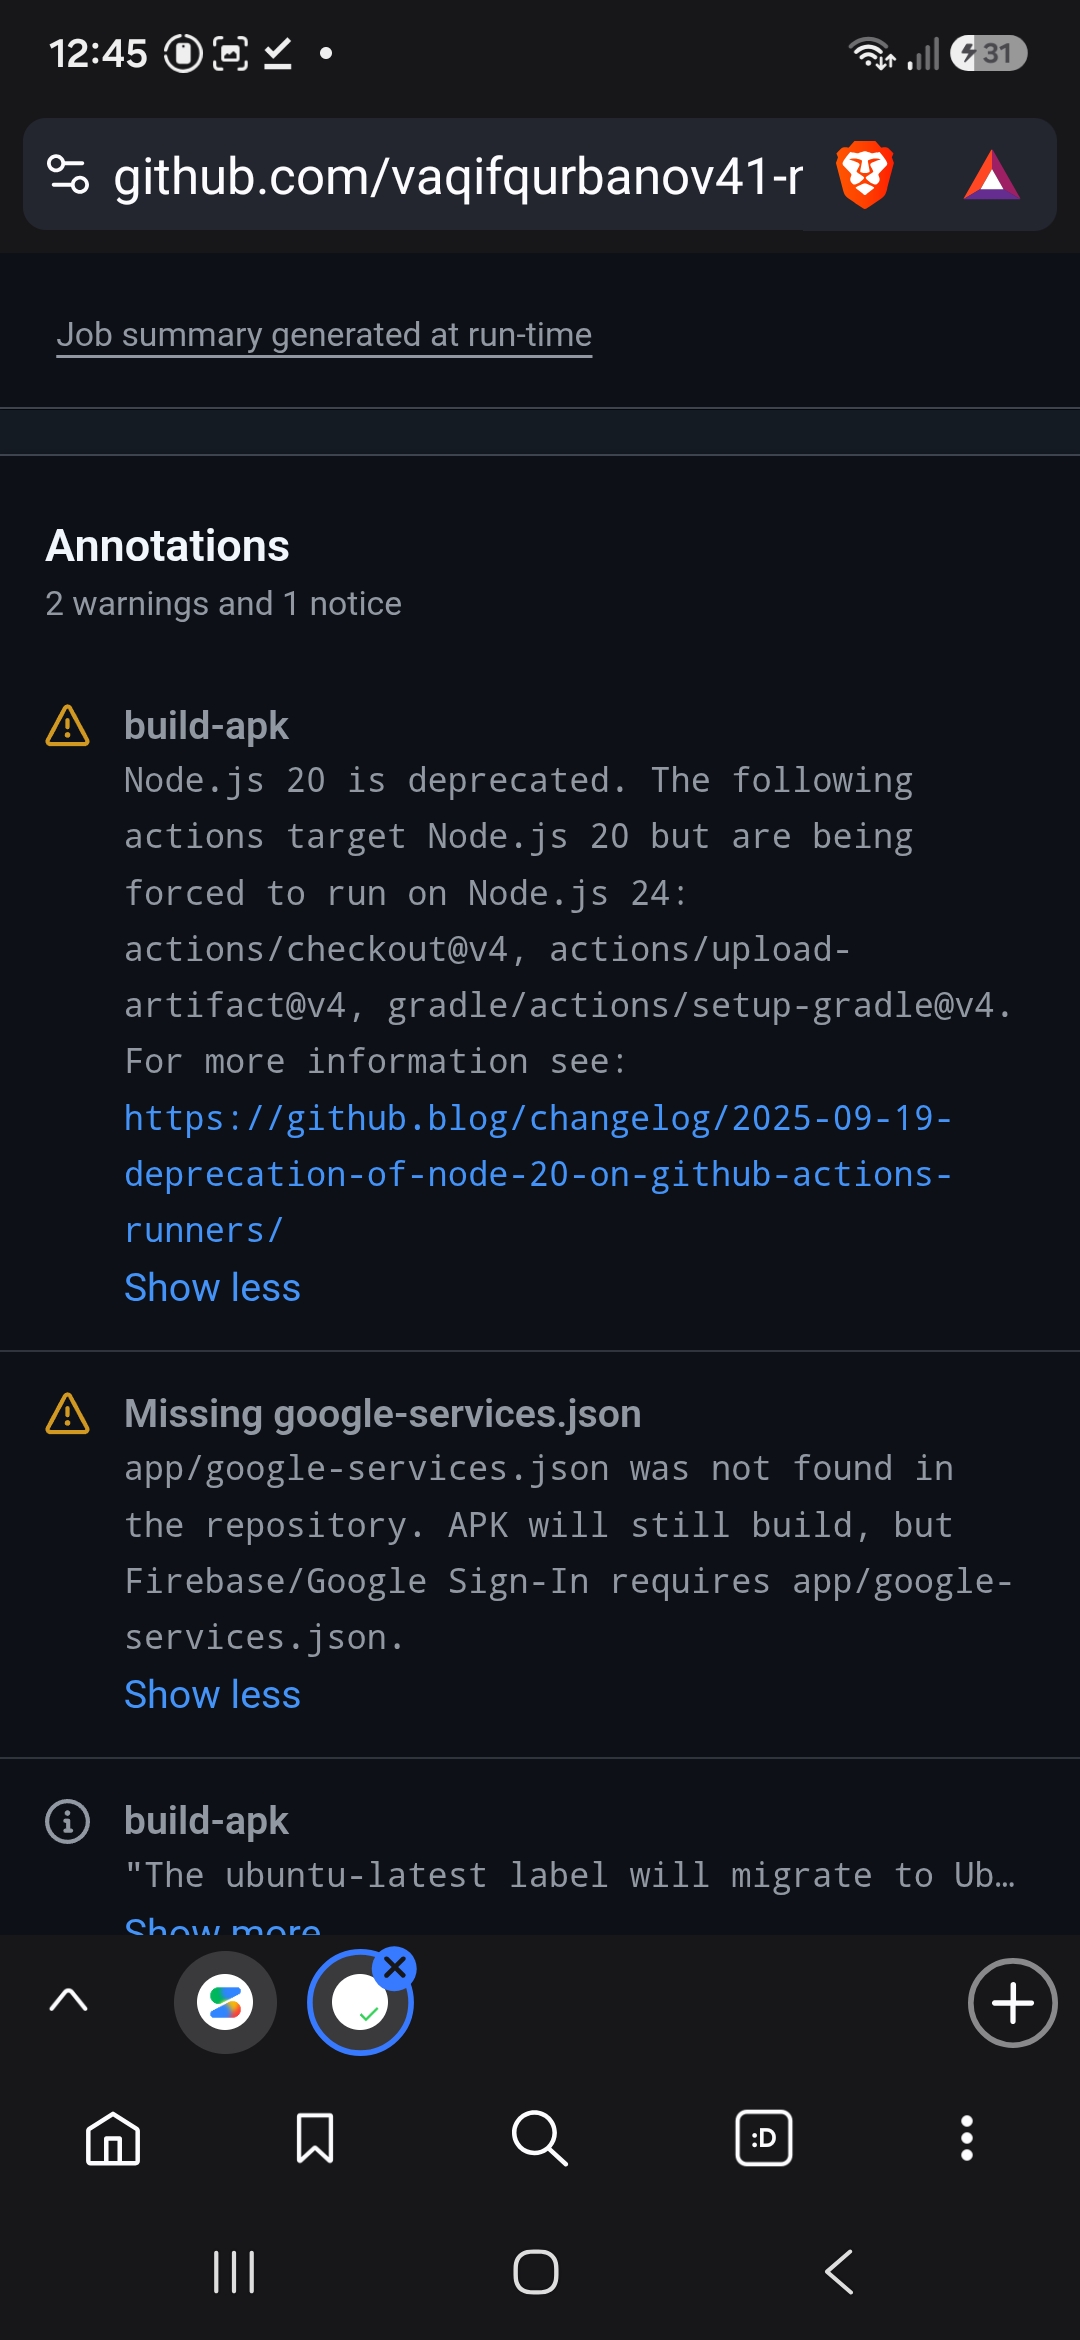 12:45
31
github.com/vaqifqurbanov41-r
Job summary generated at run-time
Annotations
2 warnings and 1 notice
build-apk
Node.js 20 is deprecated. The following
actions target Node.js 20 but are being
forced to run on Node.js 24:
actions/checkout@v4, actions/upload-
artifact@v4, gradle/actions/setup-gradle@v4.
For more information see:
https://github.blog/changelog/2025-09-19-
deprecation-of-node-20-on-github-actions-
runners/
Show less
Missing google-services.json
app/google-services.json was not found in
the repository. APK will still build, but
Firebase/Google Sign-In requires app/google-
services.json.
Show less
build-apk
"The ubuntu-latest label will migrate to Ub…
Show more
:D